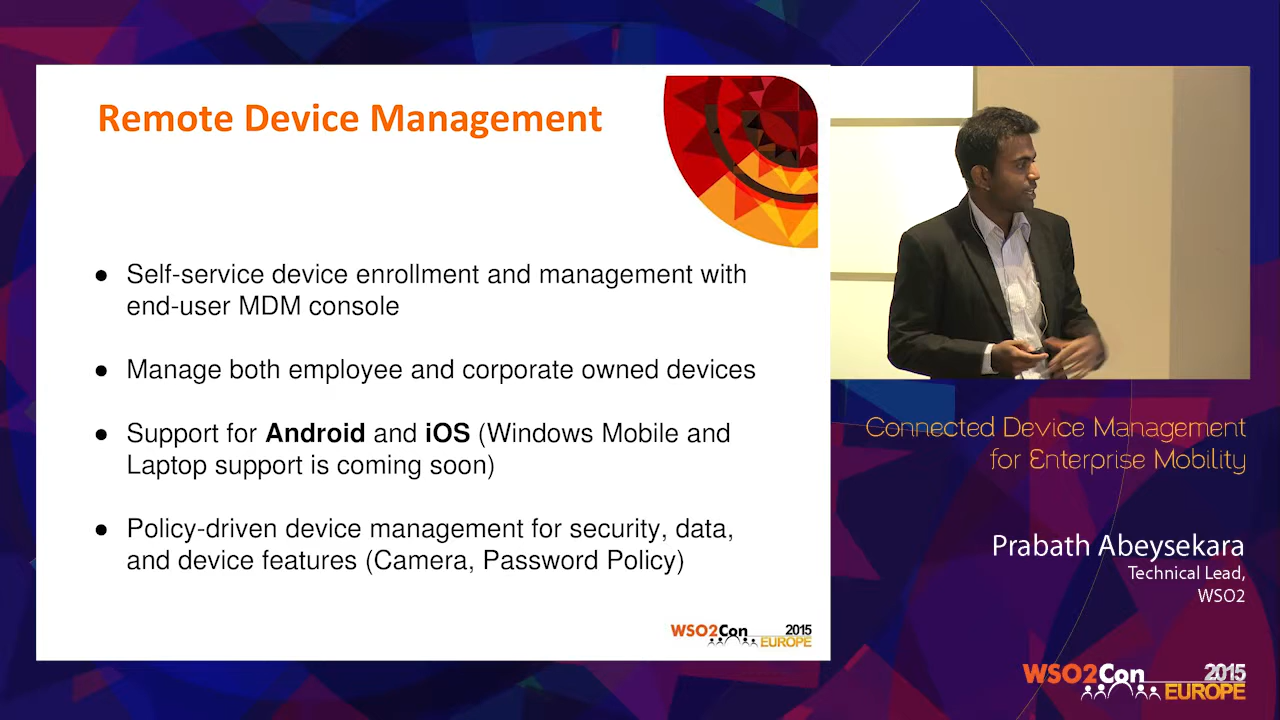 Remote Device Management
● Self-service device enrollment and management with
end-user MDM console
● Manage both employee and corporate owned devices
● Support for Android and iOS (Windows Mobile and
Laptop support is coming soon)
● Policy-driven device management for security, data,
and device features (Camera, Password Policy)
WSO2Con 2015
EUROPE
Connected Device Management
for Enterprise Mobility
Prabath Abeysekara
Technical Lead,
WSO2
WSO2Con 2015
EUROPE